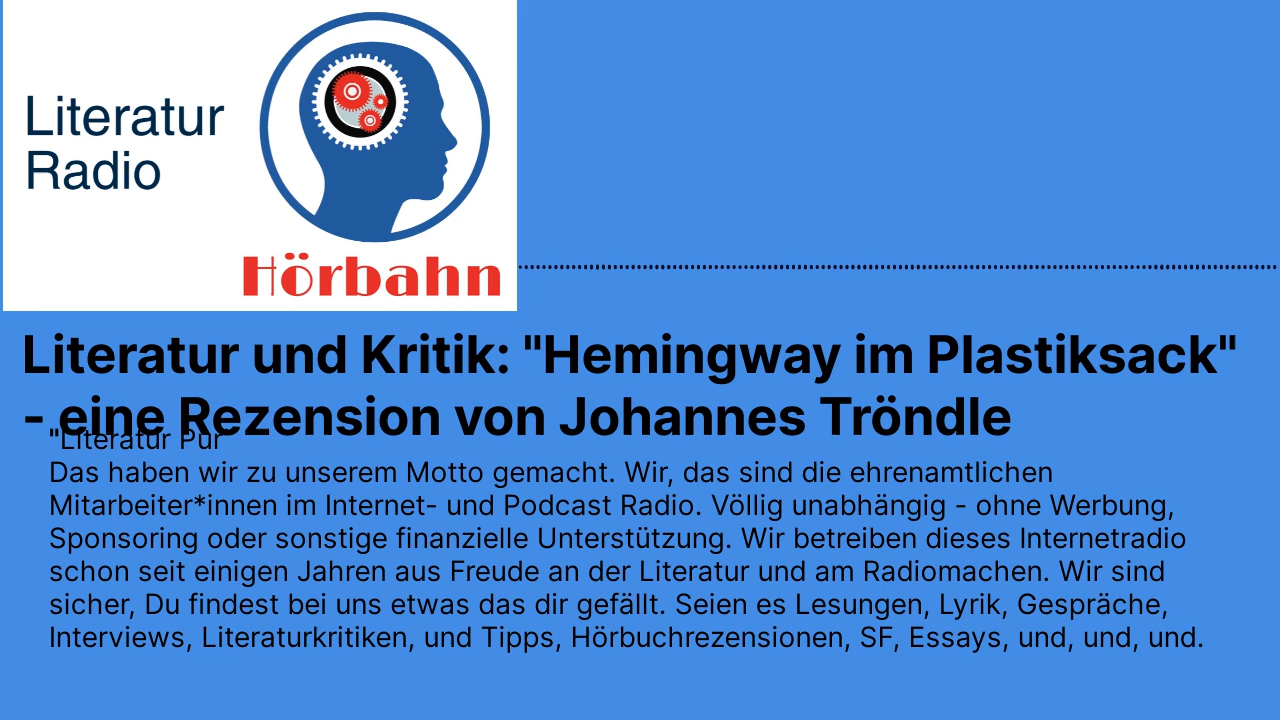 Literatur
Radio
Hörbahn
Literatur und Kritik: "Hemingway im Plastiksack"
- eine Rezension von Johannes Tröndle
"Literatur Pur"
Das haben wir zu unserem Motto gemacht. Wir, das sind die ehrenamtlichen
Mitarbeiter*innen im Internet- und Podcast Radio. Völlig unabhängig - ohne Werbung,
Sponsoring oder sonstige finanzielle Unterstützung. Wir betreiben dieses Internetradio
schon seit einigen Jahren aus Freude an der Literatur und am Radiomachen. Wir sind
sicher, Du findest bei uns etwas das dir gefällt. Seien es Lesungen, Lyrik, Gespräche,
Interviews, Literaturkritiken, und Tipps, Hörbuchrezensionen, SF, Essays, und, und, und.